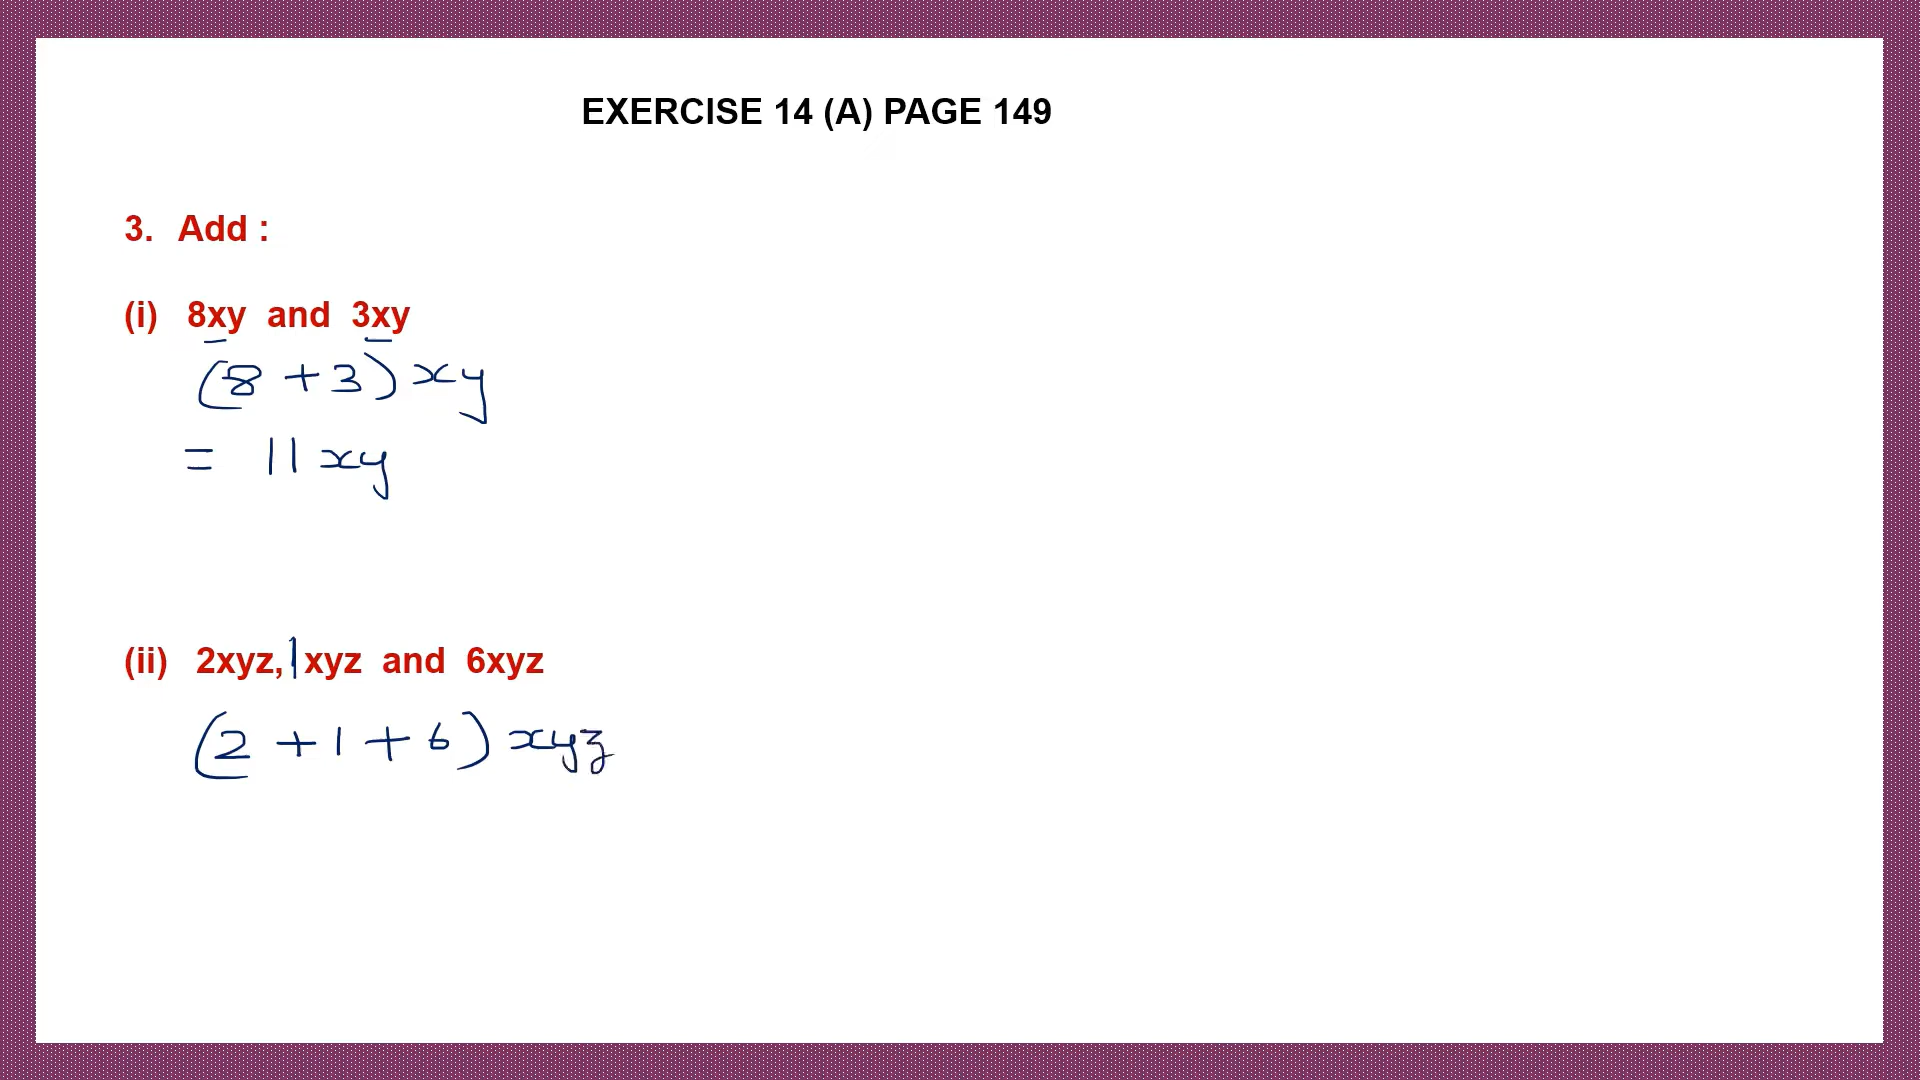 EXERCISE 14 (A) PAGE 149
3. Add :
(i) 8xy and 3xy
(8 + 3) xy
= 11 xy
(ii) 2xyz, 1xyz and 6xyz
(2 + 1 + 6) xyz